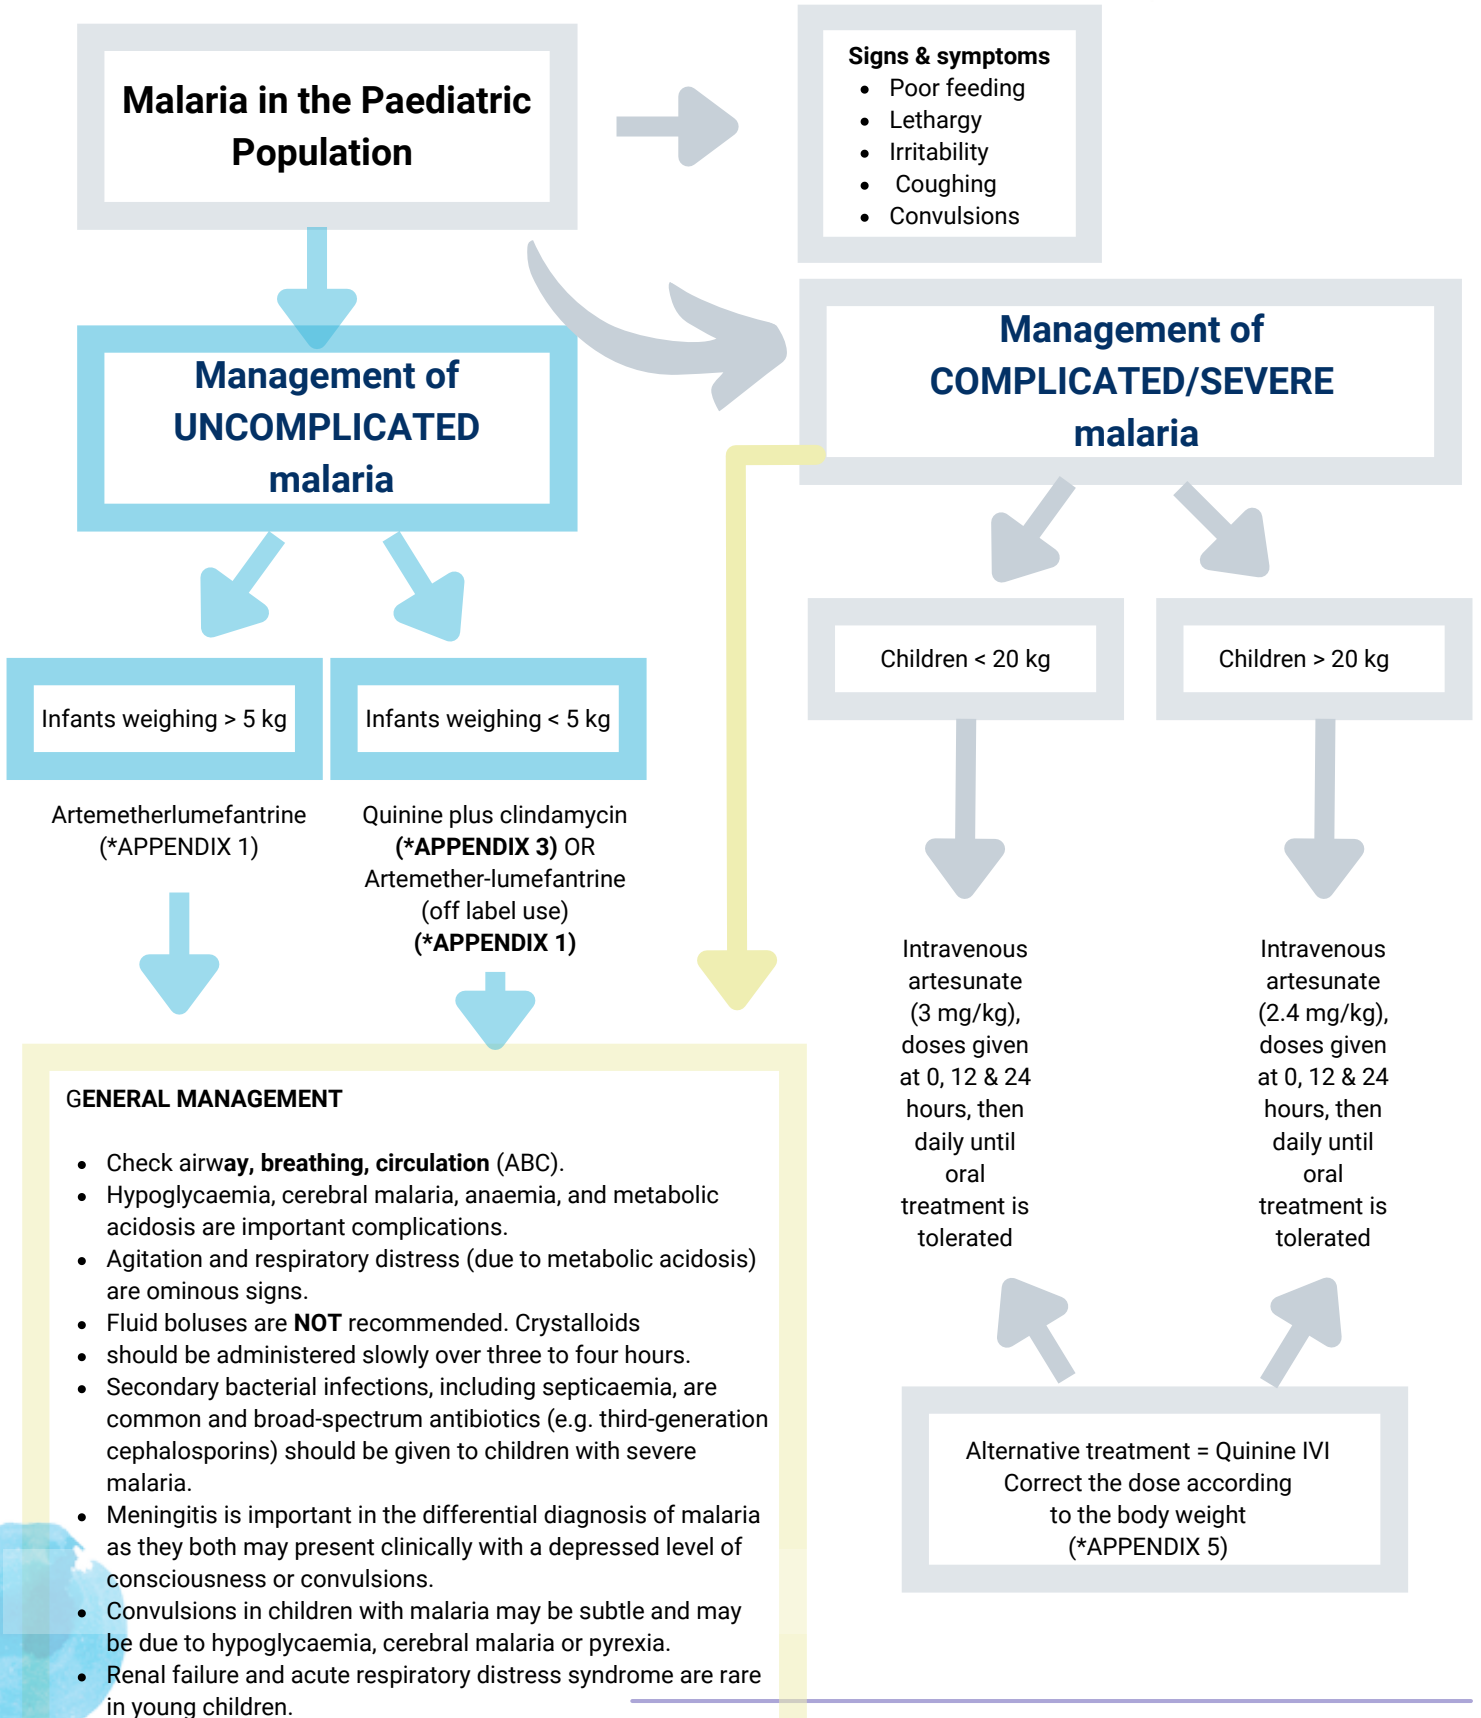 Malaria in the Paediatric
Population
Signs & symptoms
• Poor feeding
• Lethargy
• Irritability
• Coughing
• Convulsions
Management of
UNCOMPLICATED
malaria
Management of
COMPLICATED/SEVERE
malaria
Infants weighing > 5 kg
Artemetherlumefantrine
(*APPENDIX 1)
Infants weighing < 5 kg
Quinine plus clindamycin
(*APPENDIX 3) OR
Artemether-lumefantrine
(off label use)
(*APPENDIX 1)
Children < 20 kg
Intravenous
artesunate
(3 mg/kg),
doses given
at 0, 12 & 24
hours, then
daily until
oral
treatment is
tolerated
Children > 20 kg
Intravenous
artesunate
(2.4 mg/kg),
doses given
at 0, 12 & 24
hours, then
daily until
oral
treatment is
tolerated
Alternative treatment = Quinine IVI
Correct the dose according
to the body weight
(*APPENDIX 5)
GENERAL MANAGEMENT
• Check airway, breathing, circulation (ABC).
• Hypoglycaemia, cerebral malaria, anaemia, and metabolic
acidosis are important complications.
• Agitation and respiratory distress (due to metabolic acidosis)
are ominous signs.
• Fluid boluses are NOT recommended. Crystalloids
• should be administered slowly over three to four hours.
• Secondary bacterial infections, including septicaemia, are
common and broad-spectrum antibiotics (e.g. third-generation
cephalosporins) should be given to children with severe
malaria.
• Meningitis is important in the differential diagnosis of malaria
as they both may present clinically with a depressed level of
consciousness or convulsions.
• Convulsions in children with malaria may be subtle and may
be due to hypoglycaemia, cerebral malaria or pyrexia.
• Renal failure and acute respiratory distress syndrome are rare
in young children.